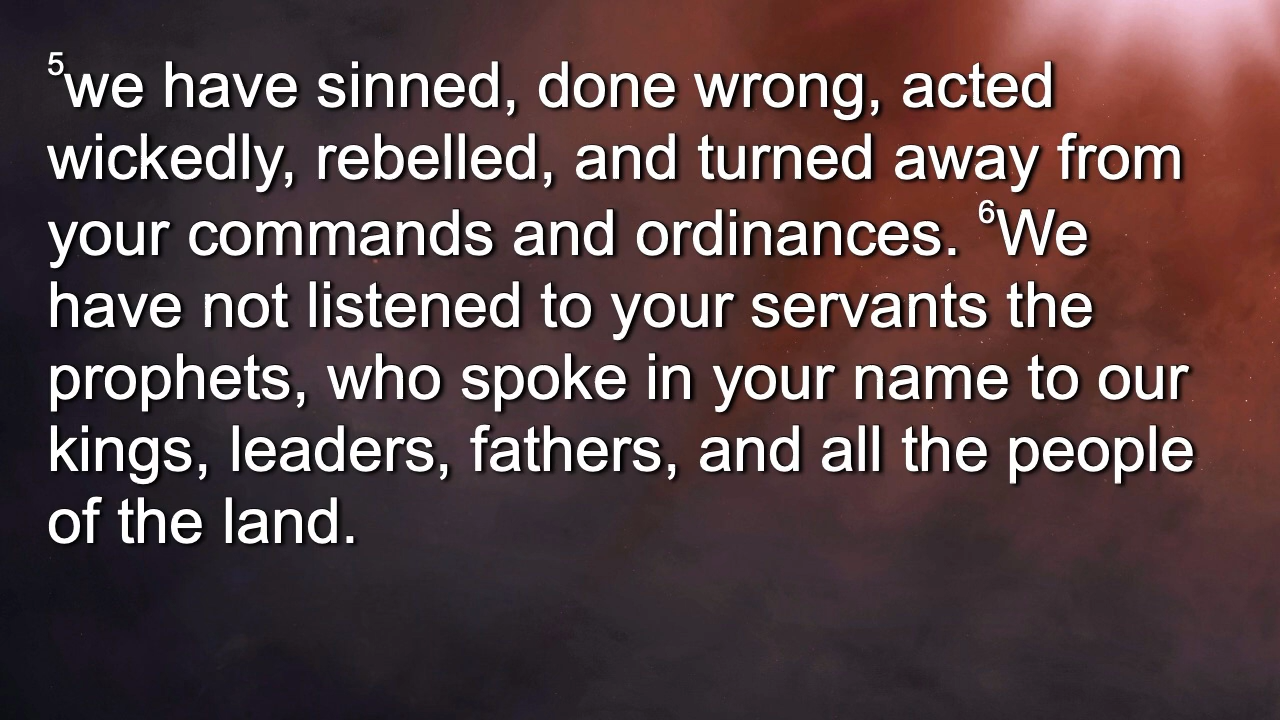 ⁵we have sinned, done wrong, acted
wickedly, rebelled, and turned away from
your commands and ordinances. ⁶We
have not listened to your servants the
prophets, who spoke in your name to our
kings, leaders, fathers, and all the people
of the land.